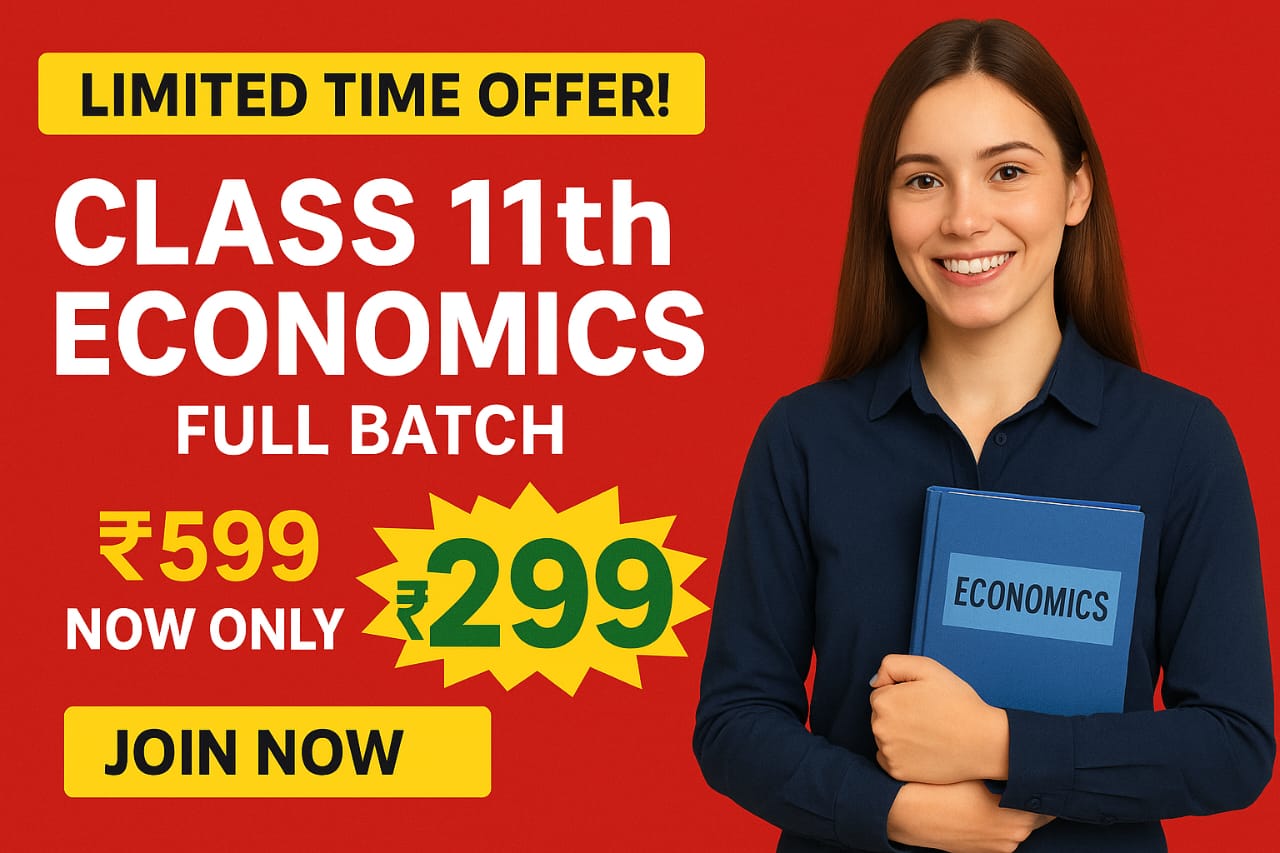 LIMITED TIME OFFER!
CLASS 11th
ECONOMICS
FULL BATCH
₹599
NOW ONLY
₹299
JOIN NOW
ECONOMICS